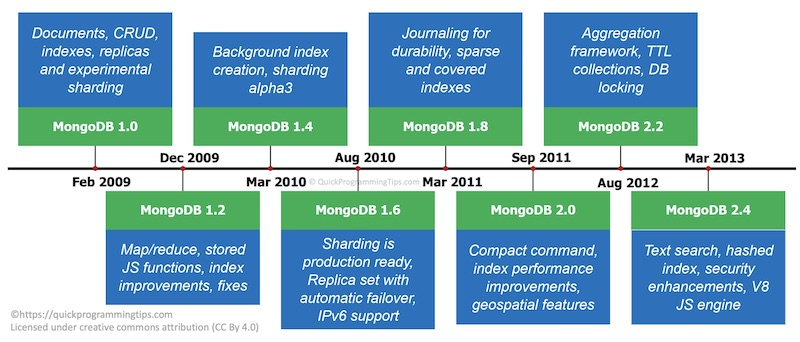 Documents, CRUD,
indexes, replicas
and experimental
sharding
MongoDB 1.0
Background index
creation, sharding
alpha3
MongoDB 1.4
Journaling for
durability, sparse
and covered
indexes
MongoDB 1.8
Aggregation
framework, TTL
collections, DB
locking
MongoDB 2.2
Dec 2009
Aug 2010
Sep 2011
Mar 2013
© QuickProgrammingTips.com
Feb 2009
Mar 2010
Mar 2011
Aug 2012
MongoDB 1.2
Map/reduce, stored
JS functions, index
improvements, fixes
MongoDB 1.6
Sharding is
production ready,
Replica set with
automatic failover,
IPv6 support
MongoDB 2.0
Compact command,
index performance
improvements,
geospatial features
MongoDB 2.4
Text search, hashed
index, security
enhancements, V8
JS engine
©https://quickprogrammingtips.com
Licensed under creative commons attribution (CC By 4.0)